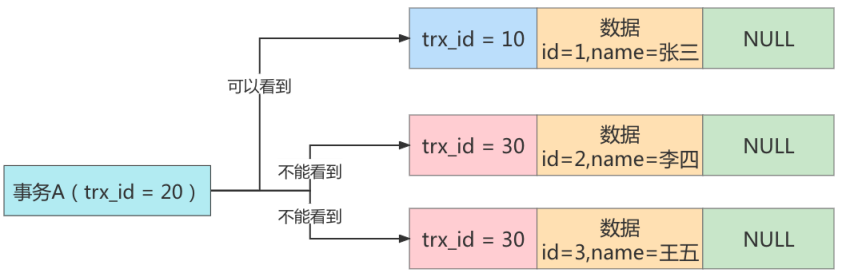 trx_id = 10
数据
id=1,name=张三
NULL
可以看到
trx_id = 30
数据
id=2,name=李四
NULL
不能看到
事务A（trx_id = 20）
不能看到
trx_id = 30
数据
id=3,name=王五
NULL